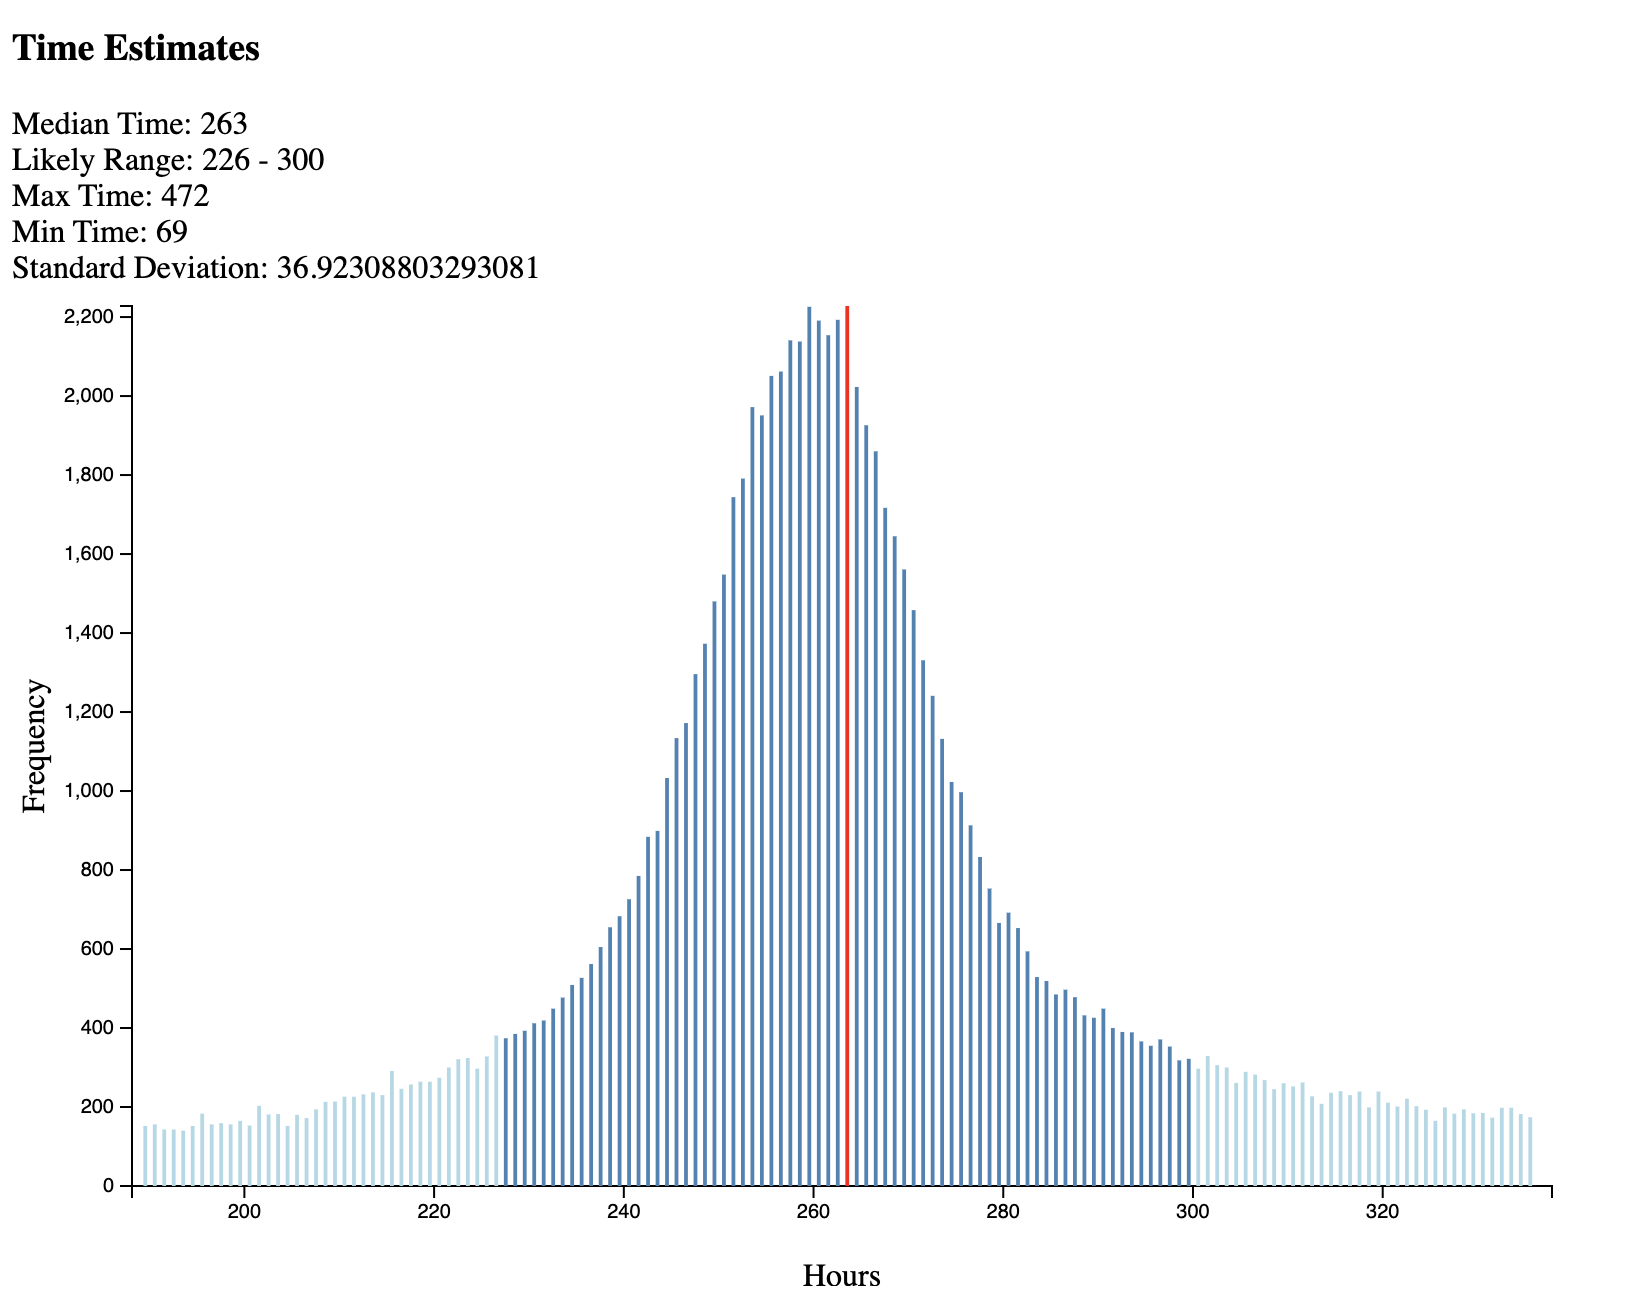 Time Estimates
Median Time: 263
Likely Range: 226 - 300
Max Time: 472
Min Time: 69
Standard Deviation: 36.92308803293081
2,200
2,000
1,800
1,600
1,400
1,200
1,000
800
600
400
200
0
Frequency
200 220 240 260 280 300 320
Hours